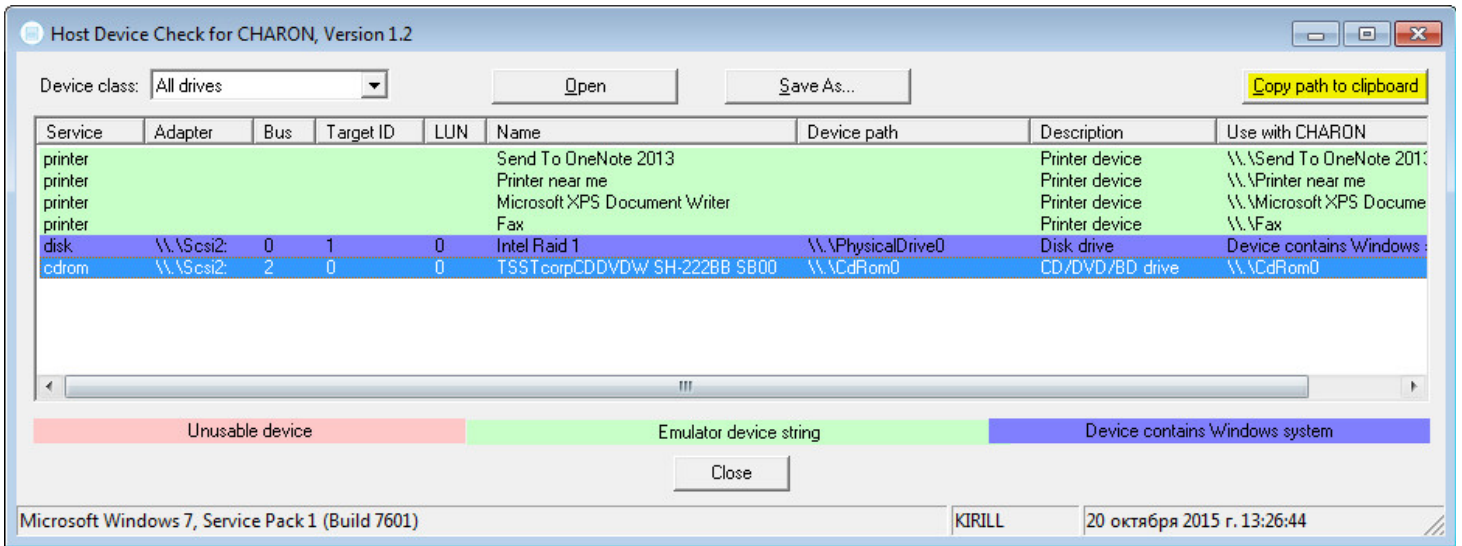 Host Device Check for CHARON, Version 1.2
Device class: All drives Open Save As... Copy path to clipboard
Service Adapter Bus Target ID LUN Name Device path Description Use with CHARON
printer Send To OneNote 2013 Printer device \\.\Send To OneNote 201
printer Printer near me Printer device \\.\Printer near me
printer Microsoft XPS Document Writer Printer device \\.\Microsoft XPS Docume
printer Fax Printer device \\.\Fax
disk \\.\Scsi2: 0 1 0 Intel Raid 1 \\.\PhysicalDrive0 Disk drive Device contains Windows
cdrom \\.\Scsi2: 2 0 0 TSSTcorpCDDVDW SH-222BB SB00 \\.\CdRom0 CD/DVD/BD drive \\.\CdRom0
Unusable device Emulator device string Device contains Windows system
Close
Microsoft Windows 7, Service Pack 1 (Build 7601) KIRILL 20 октября 2015 г. 13:26:44